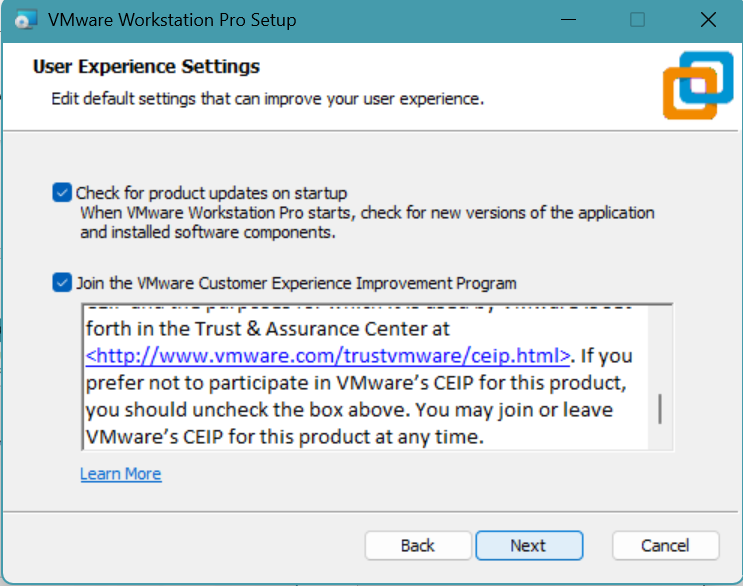 VMware Workstation Pro Setup
User Experience Settings
Edit default settings that can improve your user experience.
Check for product updates on startup
When VMware Workstation Pro starts, check for new versions of the application
and installed software components.
Join the VMware Customer Experience Improvement Program
forth in the Trust & Assurance Center at
<http://www.vmware.com/trustvmware/ceip.html>. If you
prefer not to participate in VMware’s CEIP for this product,
you should uncheck the box above. You may join or leave
VMware’s CEIP for this product at any time.
Learn More
Back
Next
Cancel